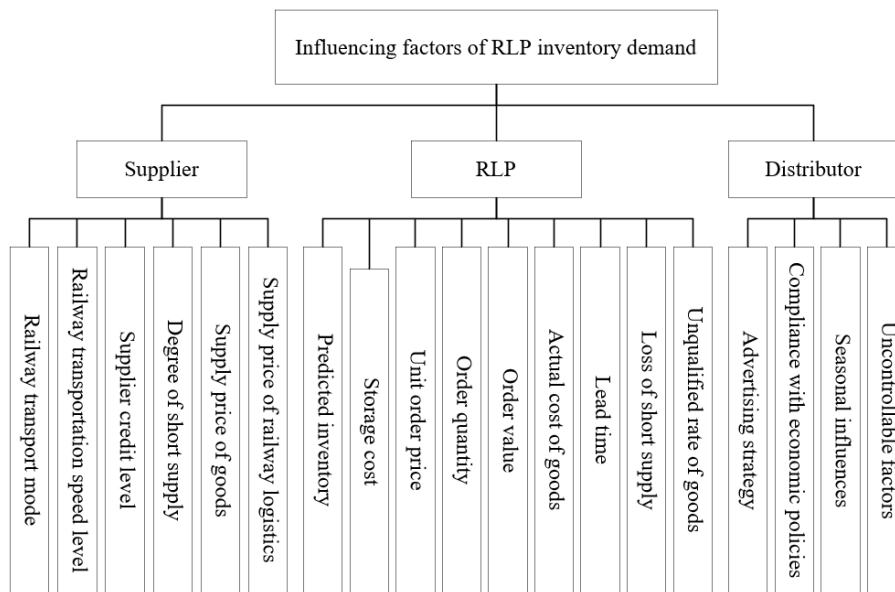 Influencing factors of RLP inventory demand
Supplier
RLP
Distributor
Railway transport mode
Railway transportation speed level
Supplier credit level
Degree of short supply
Supply price of goods
Supply price of railway logistics
Predicted inventory
Storage cost
Unit order price
Order quantity
Order value
Actual cost of goods
Lead time
Loss of short supply
Unqualified rate of goods
Advertising strategy
Compliance with economic policies
Seasonal influences
Uncontrollable factors